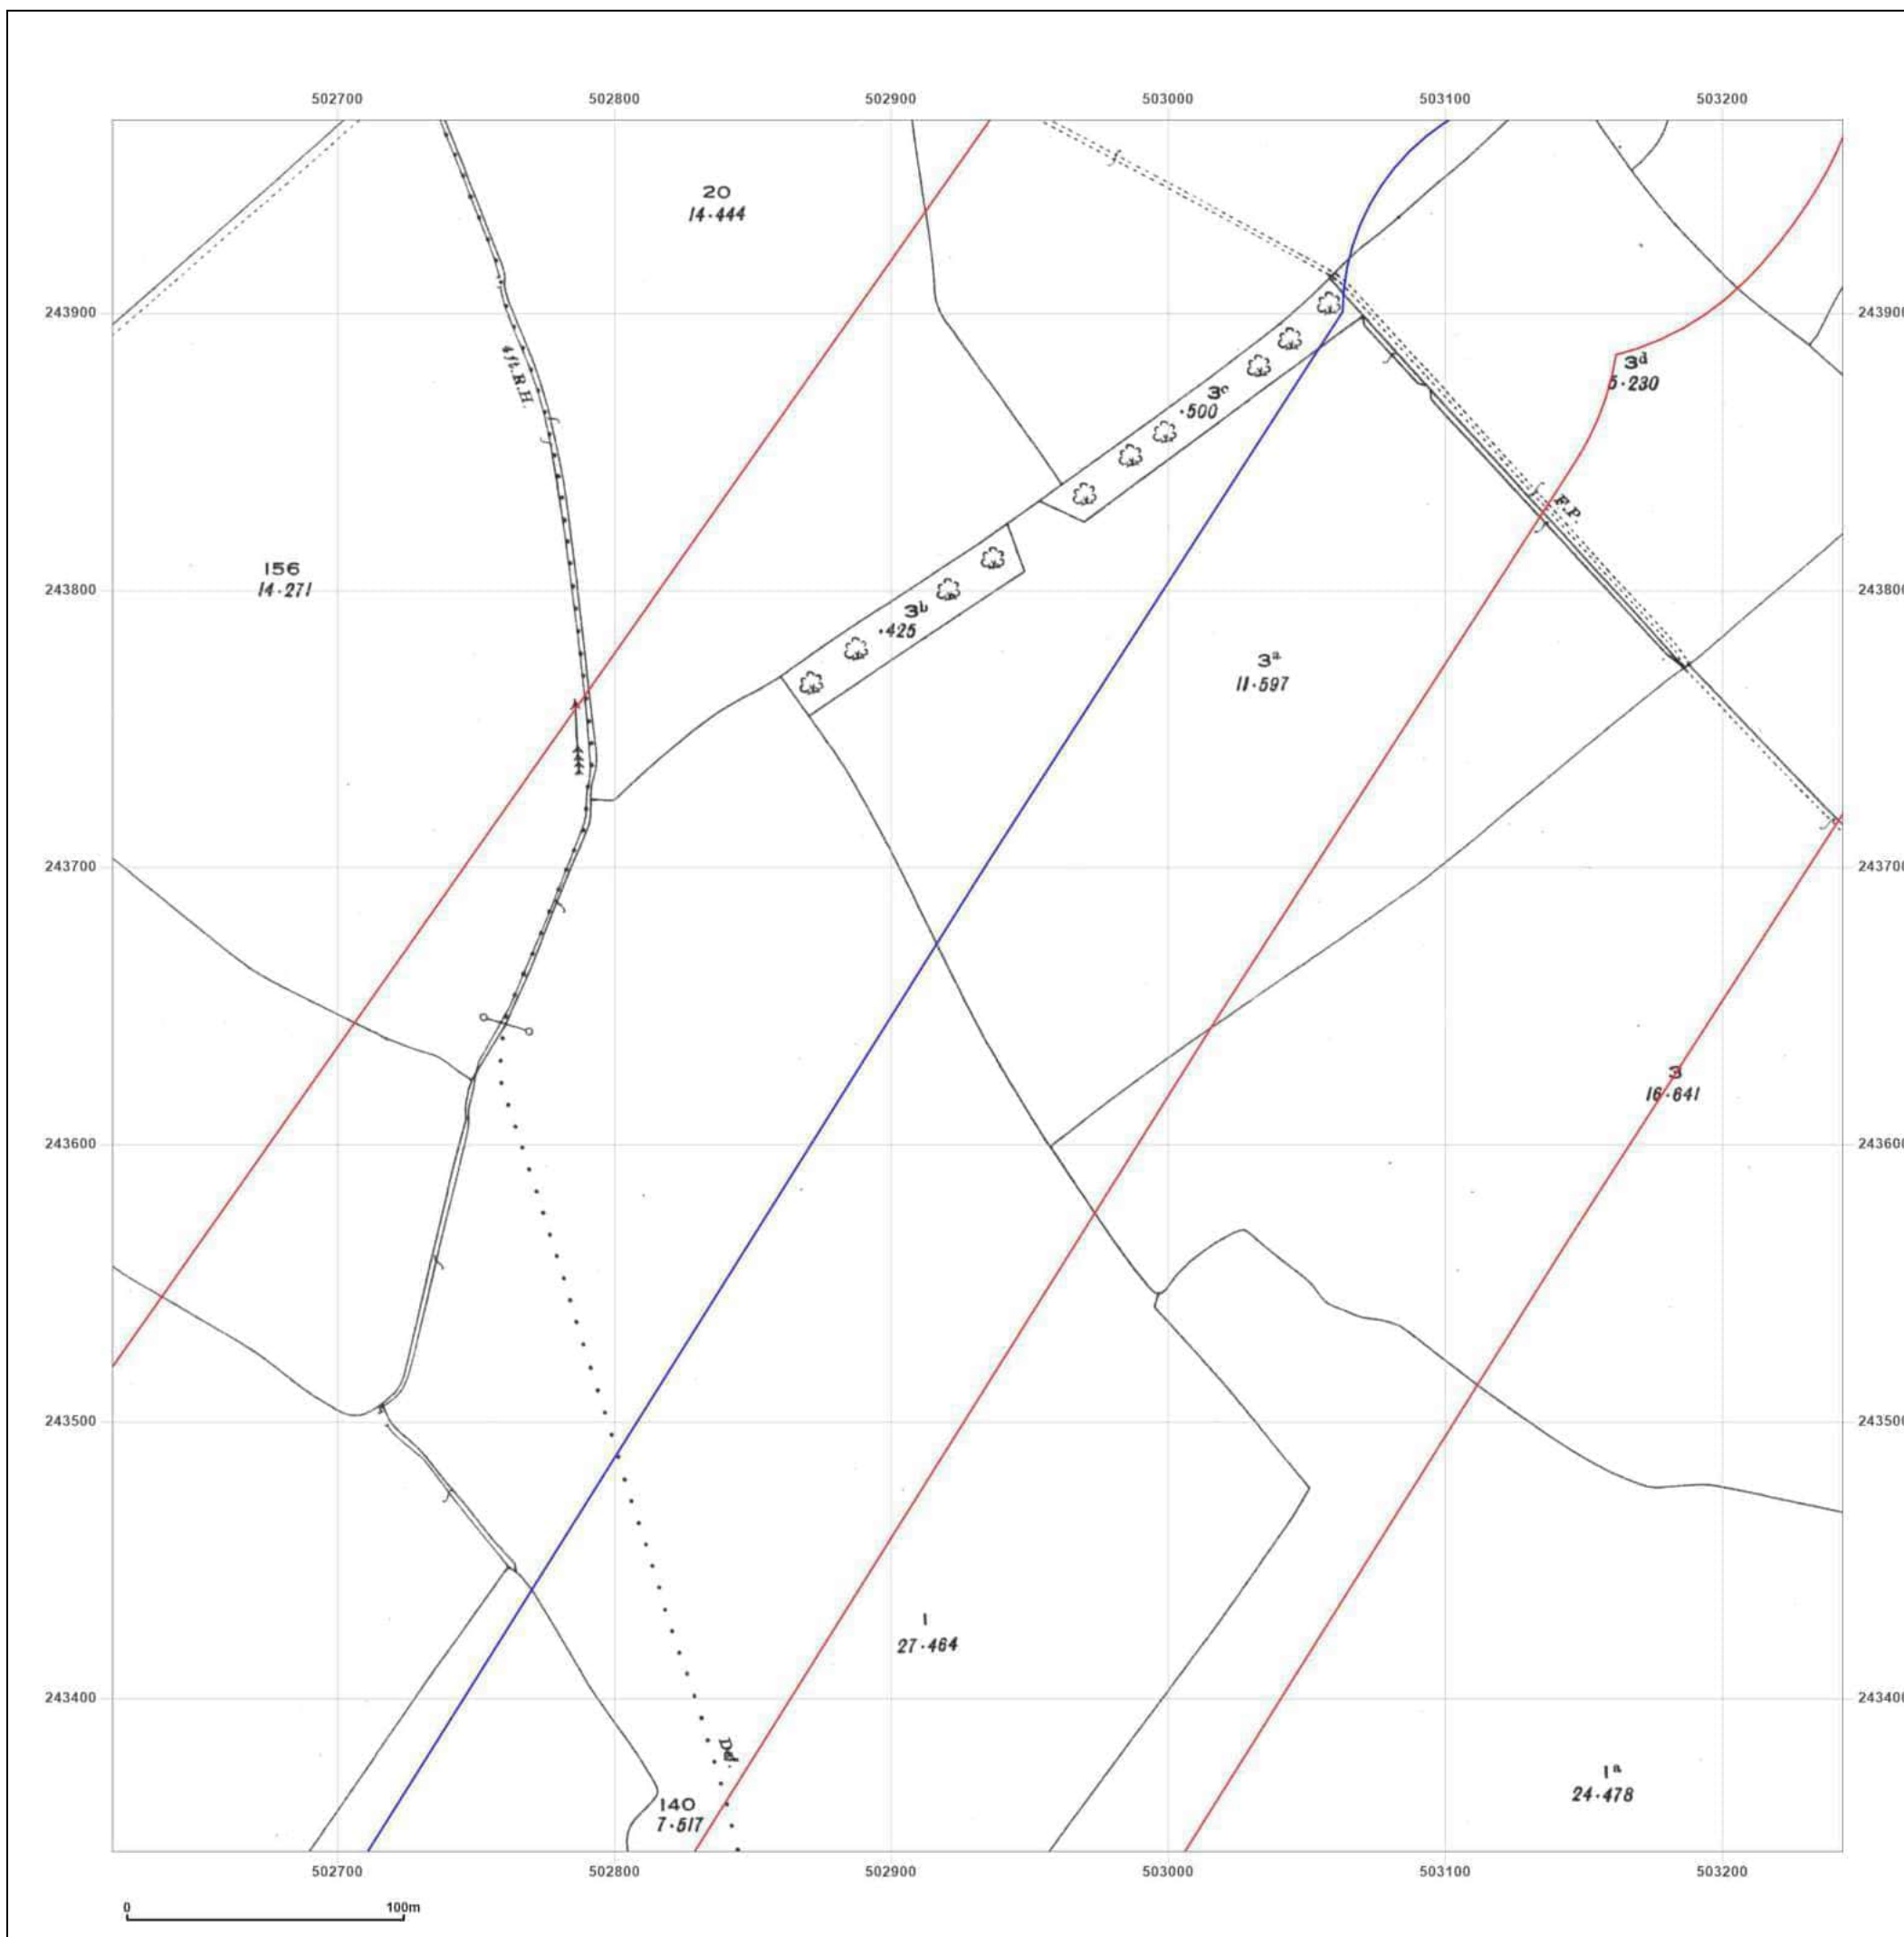 502700 502800 502900 503000 503100 503200
20
14·444
243900 243900
4ft.R.H.
3ᵈ
5·230
3ᶜ
·500
F.P.
156
14·271
243800 243800
3ᵇ
·425
3ᵃ
11·597
243700 243700
3
16·641
243600 243600
243500 243500
1
27·464
243400 243400
Def.
1ᵃ
24·478
140
7·517
502700 502800 502900 503000 503100 503200
0 100m